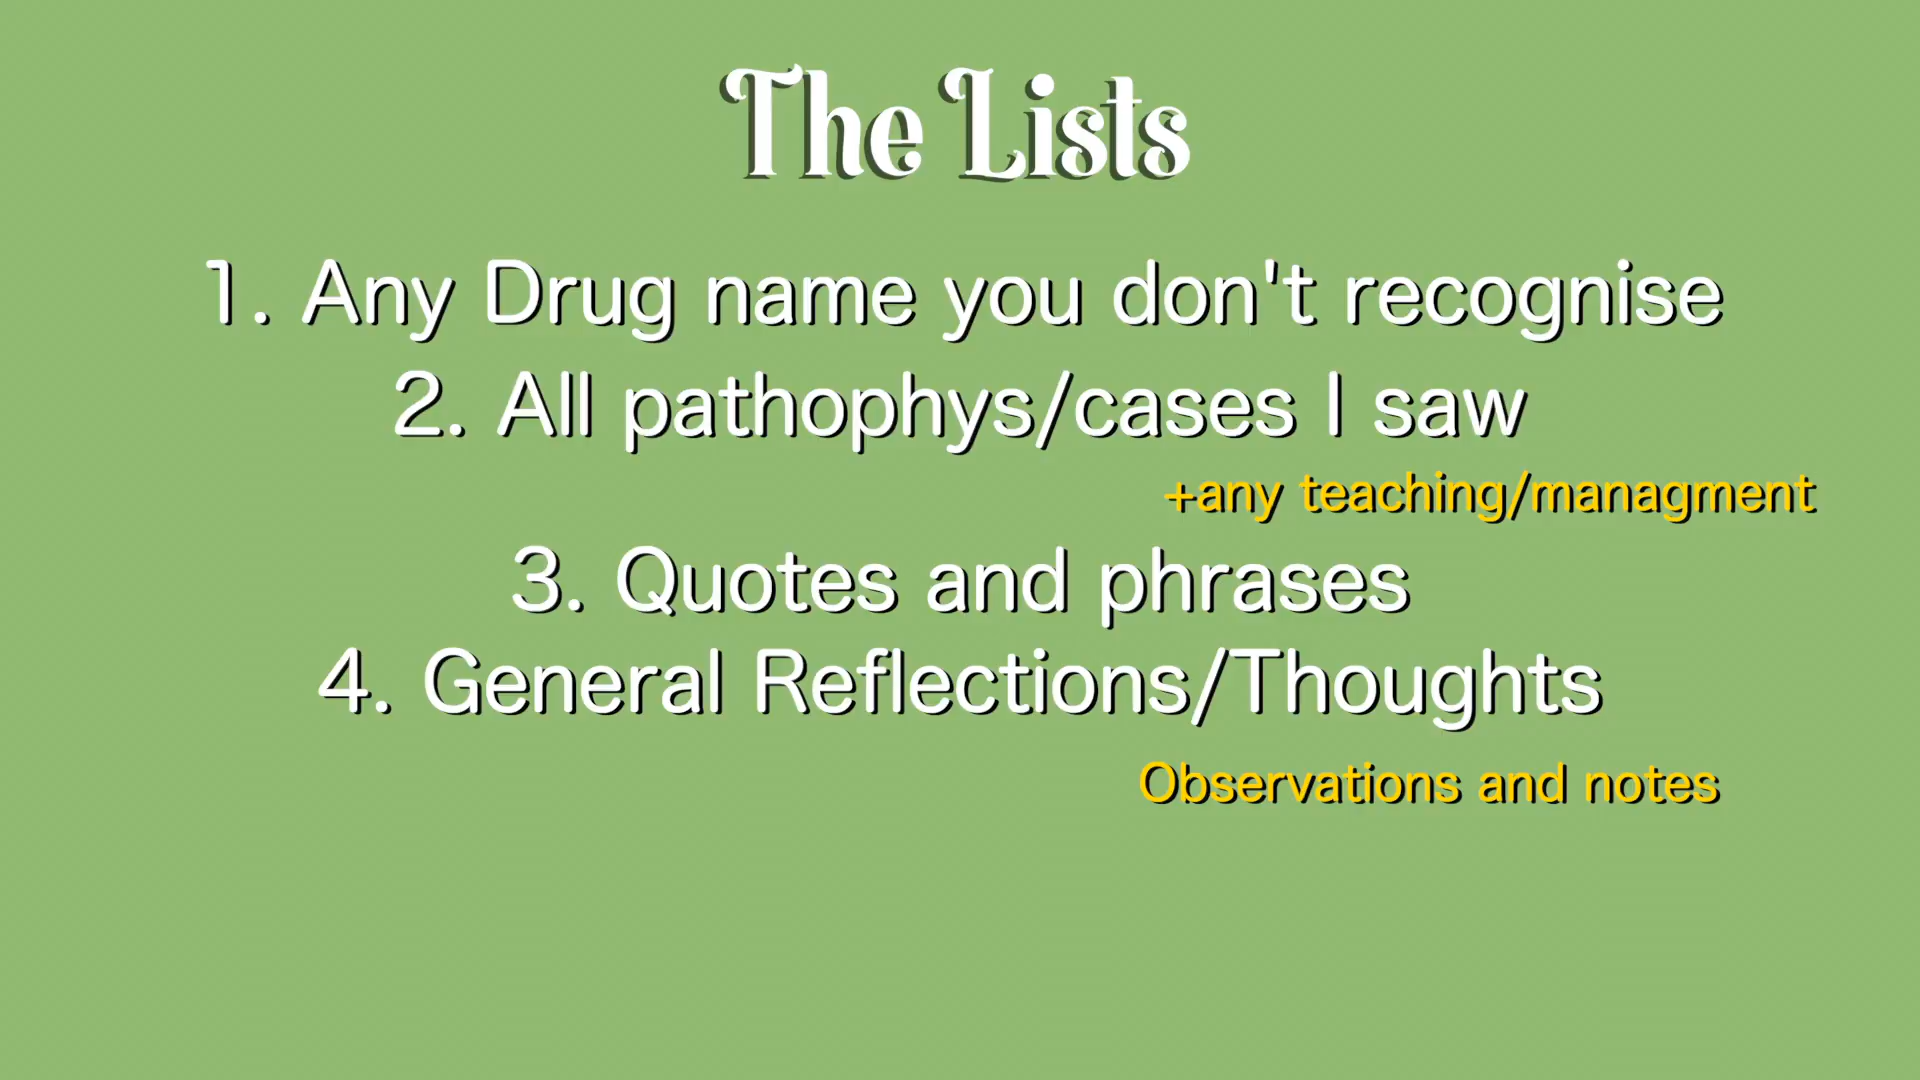 The Lists
1. Any Drug name you don't recognise
2. All pathophys/cases I saw
+any teaching/managment
3. Quotes and phrases
4. General Reflections/Thoughts
Observations and notes